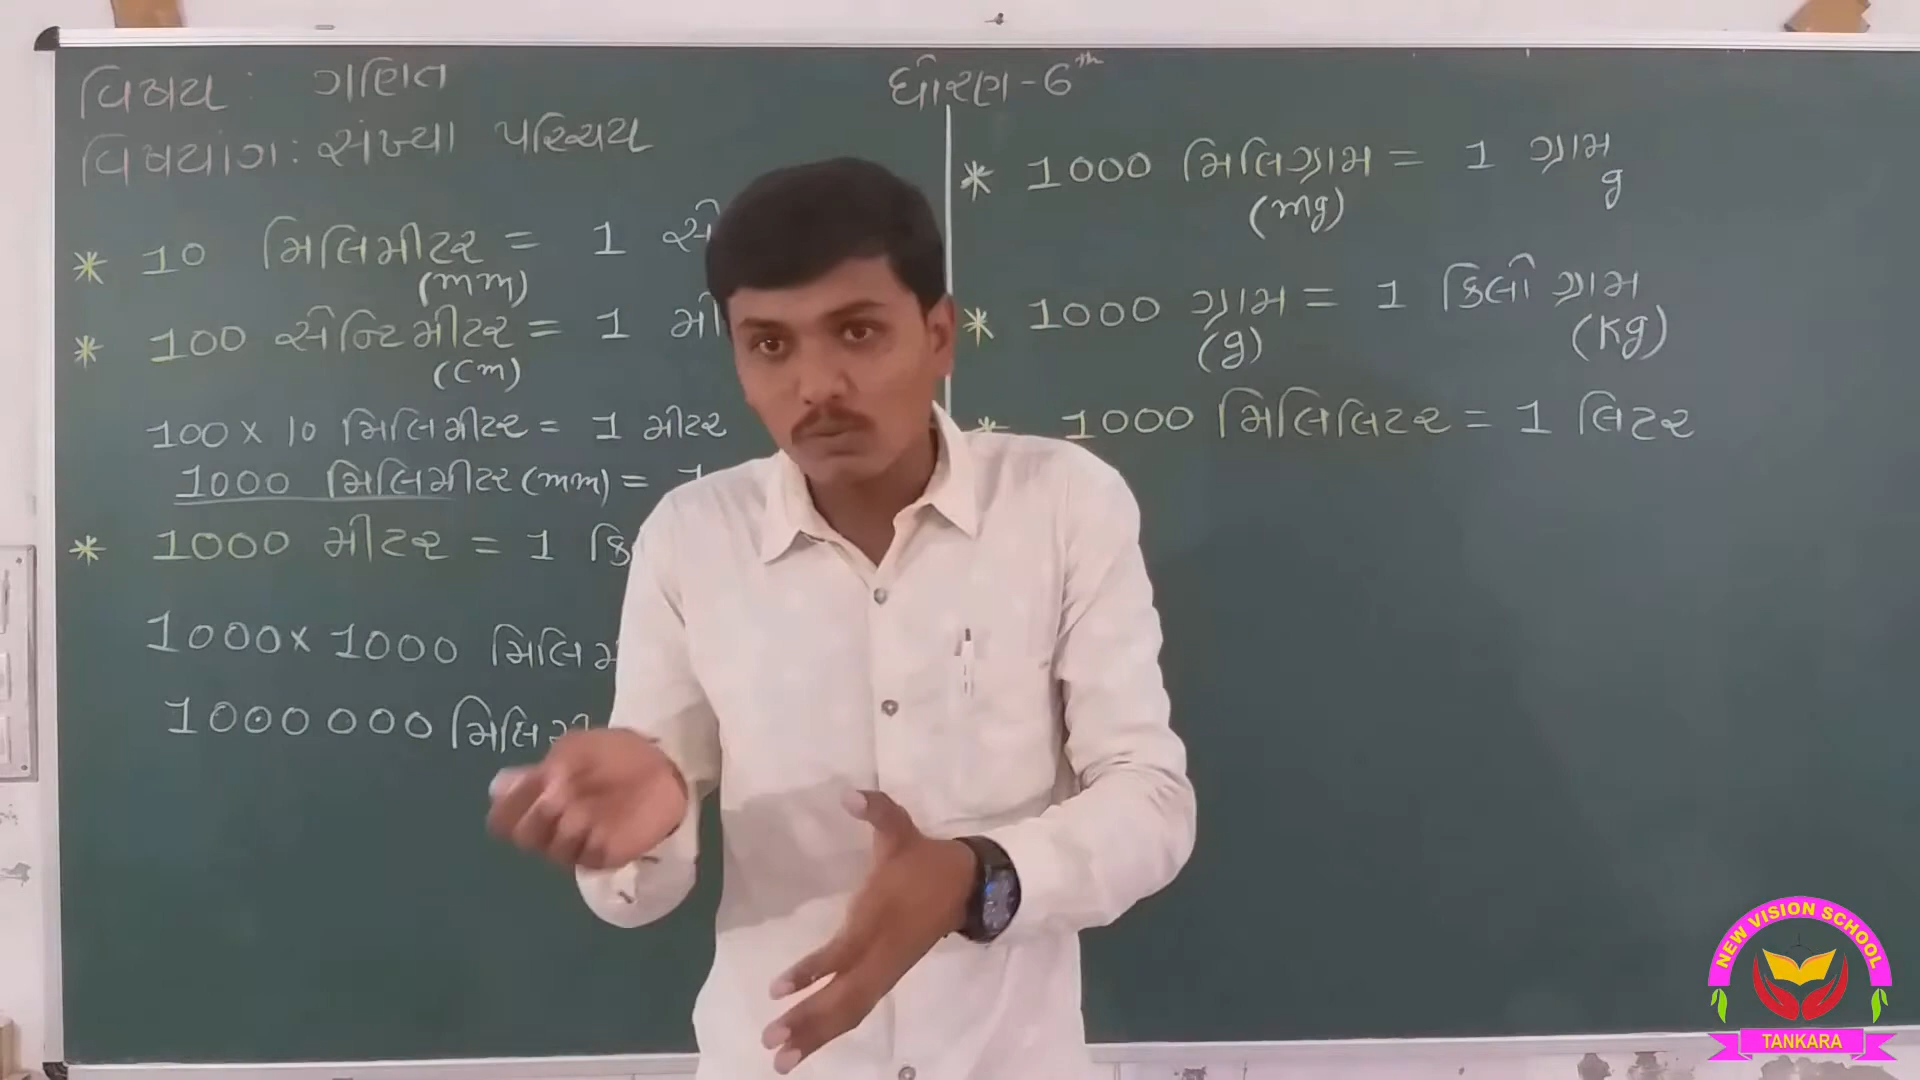 વિષય : ગણિત
વિષયાંગ : સંખ્યા પરિચય
* 10 મિલિમીટર = 1
(mm)
* 100 સેન્ટિમીટર = 1
(cm)
100 x 10 મિલિમીટર = 1 મીટર
1000 મિલિમીટર (mm) =
* 1000 મીટર = 1
1000 x 1000
1000000
ધોરણ - 6th
* 1000 મિલિગ્રામ = 1 ગ્રામ
(mg) g
* 1000 ગ્રામ = 1 કિલો ગ્રામ
(g) (kg)
* 1000 મિલિલિટર = 1 લિટર
NEW VISION SCHOOL
TANKARA